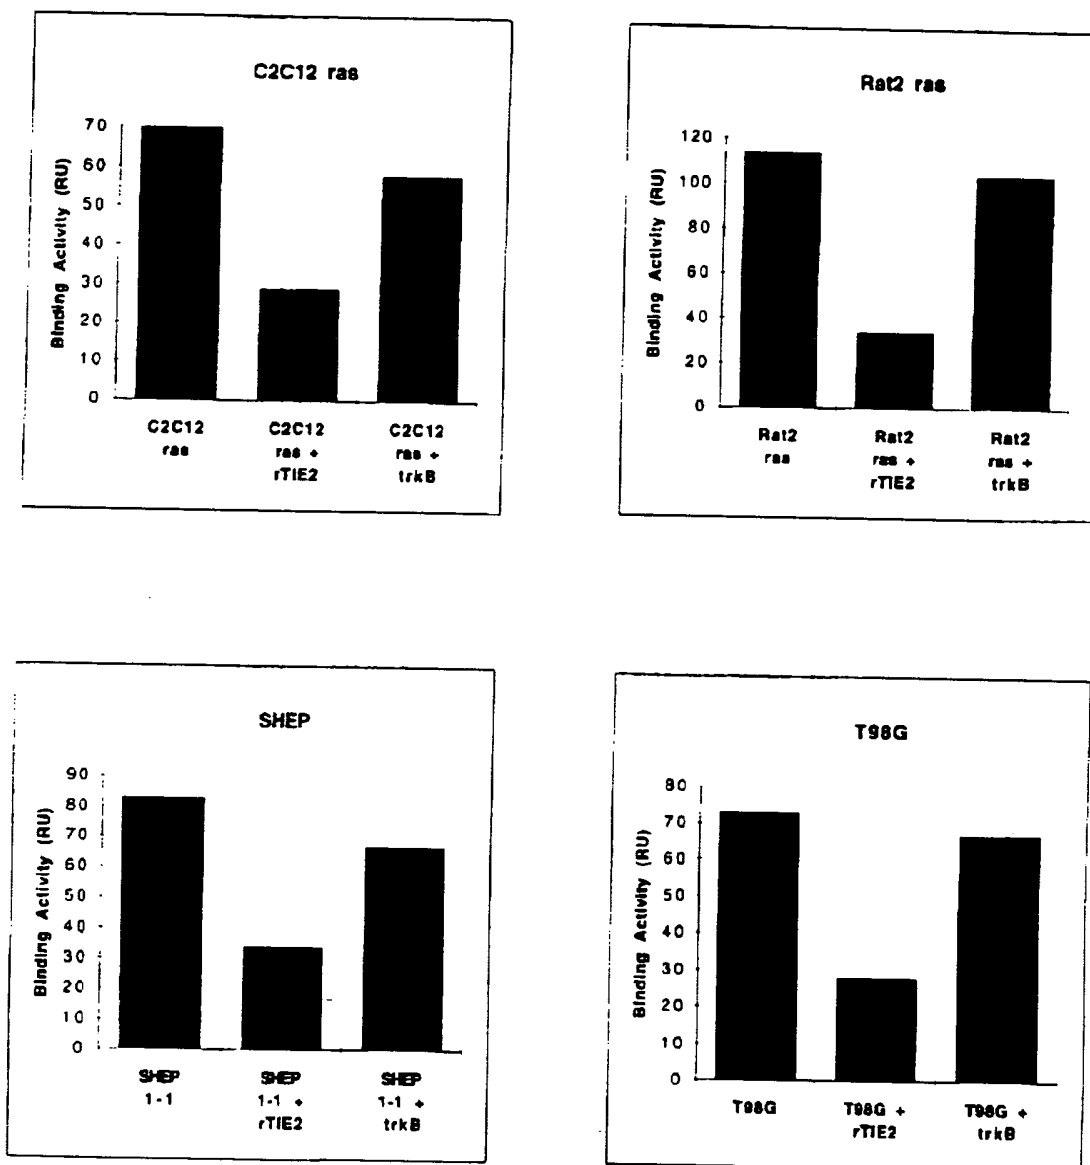 C2C12 ras
Binding Activity (RU)
70
60
50
40
30
20
10
0
C2C12 C2C12 C2C12
ras ras + ras +
rTIE2 trkB
Rat2 ras
Binding Activity (RU)
120
100
80
60
40
20
0
Rat2 Rat2 Rat2
ras ras + ras +
rTIE2 trkB
SHEP
Binding Activity (RU)
90
80
70
60
50
40
30
20
10
0
SHEP SHEP SHEP
1-1 1-1 + 1-1 +
rTIE2 trkB
T98G
Binding Activity (RU)
80
70
60
50
40
30
20
10
0
T98G T98G + T98G +
rTIE2 trkB